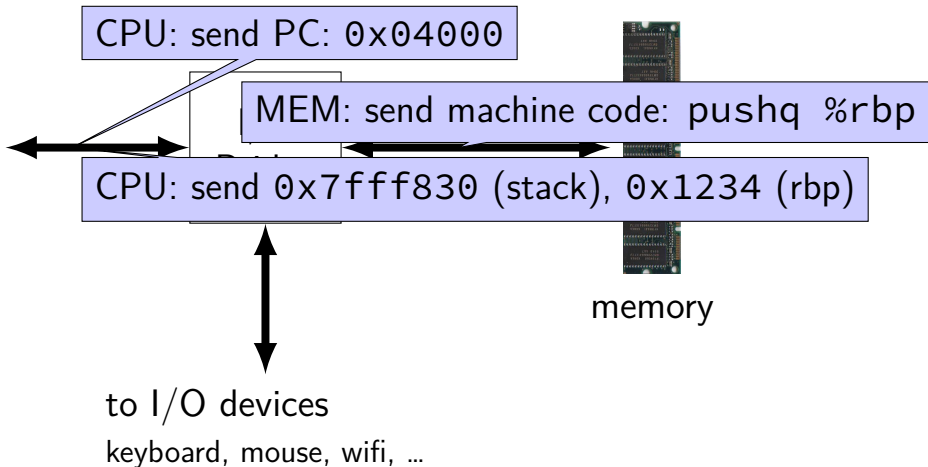 CPU: send PC: 0x04000
MEM: send machine code: pushq %rbp
CPU: send 0x7fff830 (stack), 0x1234 (rbp)
memory
to I/O devices
keyboard, mouse, wifi, …